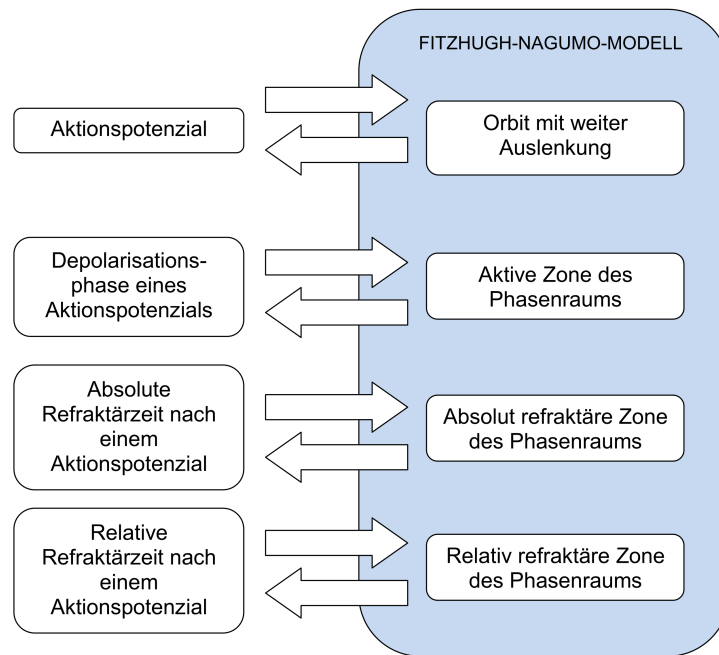 FITZHUGH-NAGUMO-MODELL
Aktionspotenzial
Orbit mit weiter
Auslenkung
Depolarisations-
phase eines
Aktionspotenzials
Aktive Zone des
Phasenraums
Absolute
Refraktärzeit nach
einem
Aktionspotenzial
Absolut refraktäre Zone
des Phasenraums
Relative
Refraktärzeit nach
einem
Aktionspotenzial
Relativ refraktäre Zone
des Phasenraums